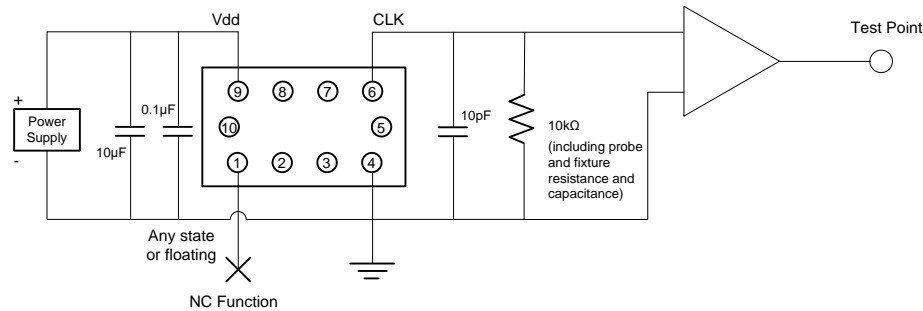 Vdd
CLK
Test Point
+
Power
Supply
-
10µF
0.1µF
9
8
7
6
10
5
1
2
3
4
10pF
10kΩ
(including probe
and fixture
resistance and
capacitance)
Any state
or floating
NC Function